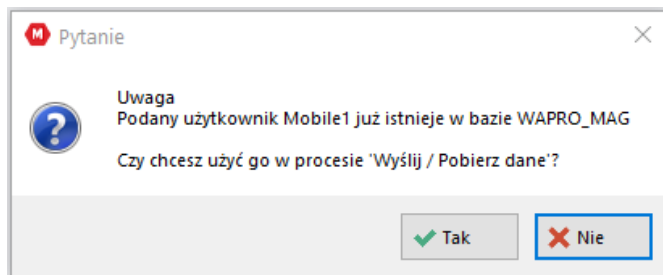 M Pytanie
Uwaga
Podany użytkownik Mobile1 już istnieje w bazie WAPRO_MAG
Czy chcesz użyć go w procesie 'Wyślij / Pobierz dane'?
Tak
Nie